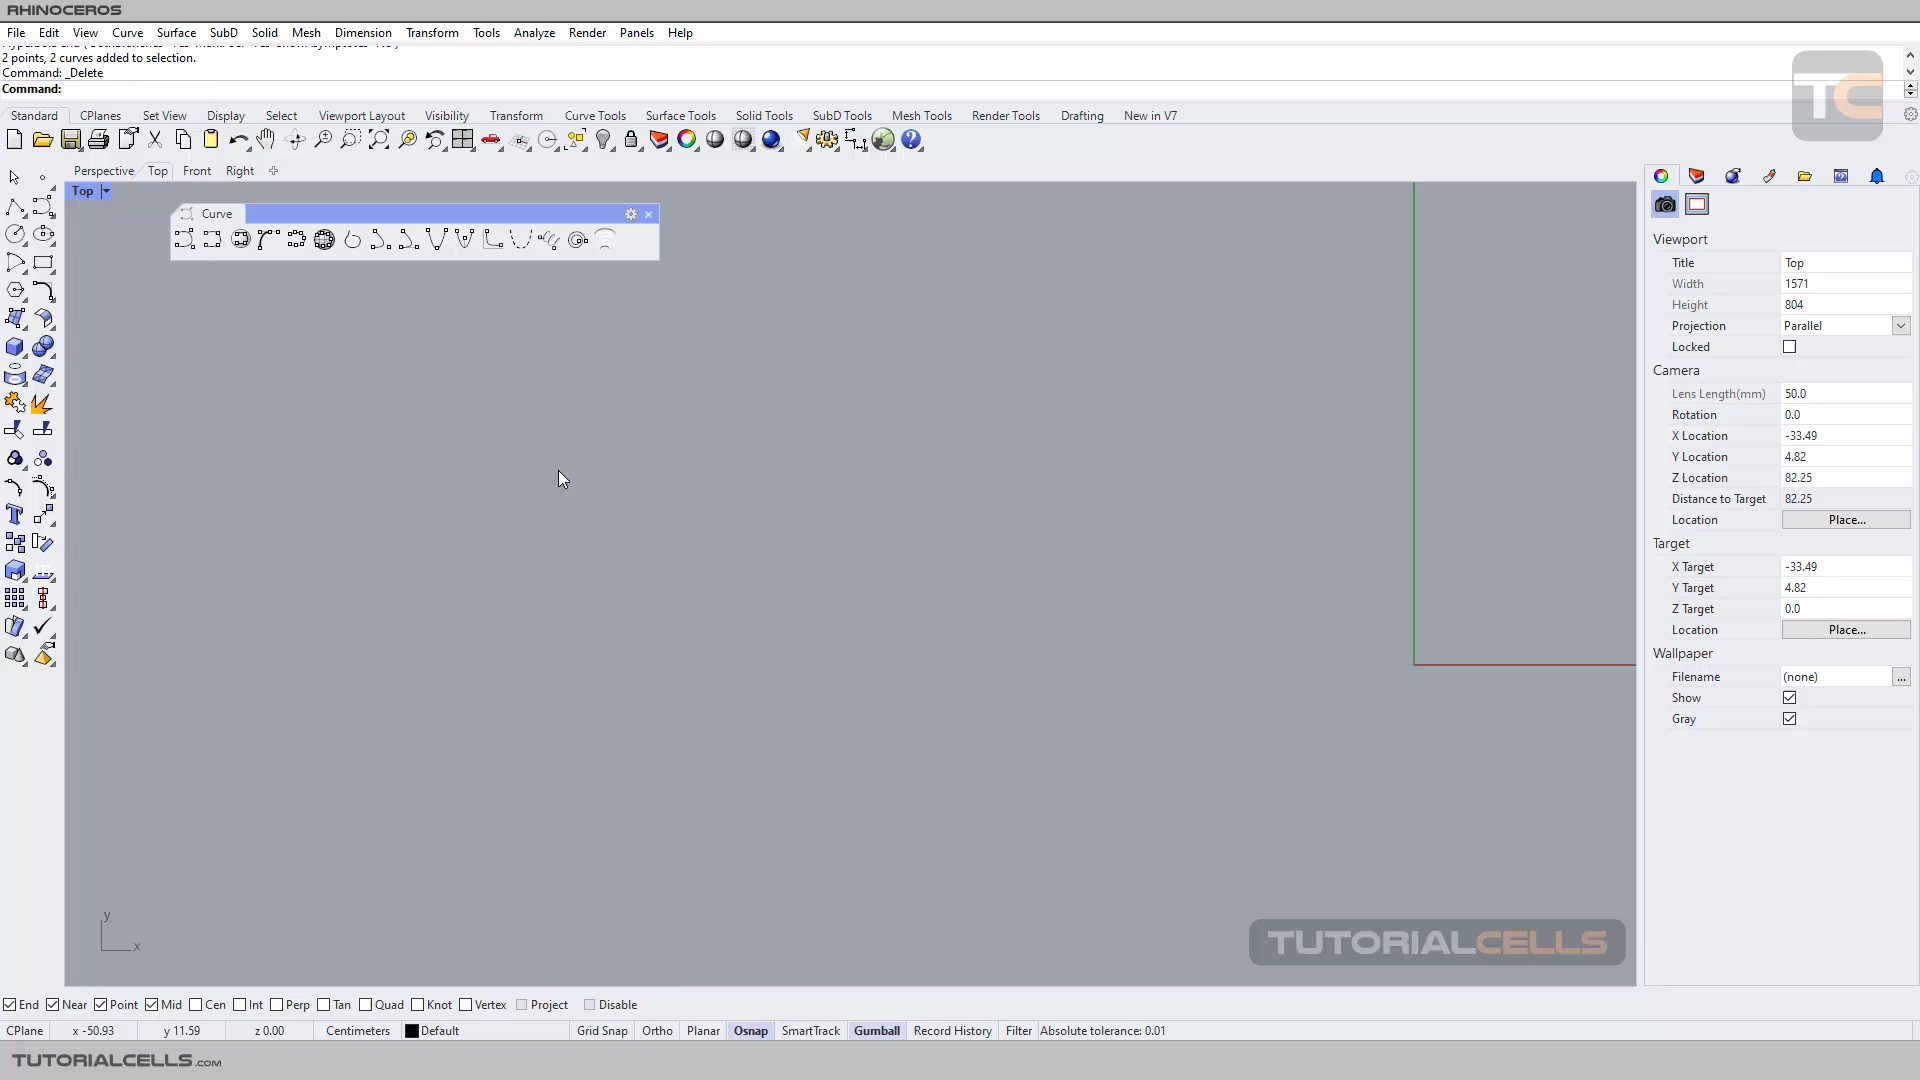 RHINOCEROS
File Edit View Curve Surface SubD Solid Mesh Dimension Transform Tools Analyze Render Panels Help
2 points, 2 curves added to selection.
Command: _Delete
Command:
TC
Standard CPlanes Set View Display Select Viewport Layout Visibility Transform Curve Tools Surface Tools Solid Tools SubD Tools Mesh Tools Render Tools Drafting New in V7
Perspective Top Front Right
Top
Curve
Viewport
Title Top
Width 1571
Height 804
Projection Parallel
Locked
Camera
Lens Length(mm) 50.0
Rotation 0.0
X Location -33.49
Y Location 4.82
Z Location 82.25
Distance to Target 82.25
Location Place...
Target
X Target -33.49
Y Target 4.82
Z Target 0.0
Location Place...
Wallpaper
Filename (none) ...
Show
Gray
y
x
TUTORIALCELLS
End Near Point Mid Cen Int Perp Tan Quad Knot Vertex Project Disable
CPlane x -50.93 y 11.59 z 0.00 Centimeters Default Grid Snap Ortho Planar Osnap SmartTrack Gumball Record History Filter Absolute tolerance: 0.01
TUTORIALCELLS.COM